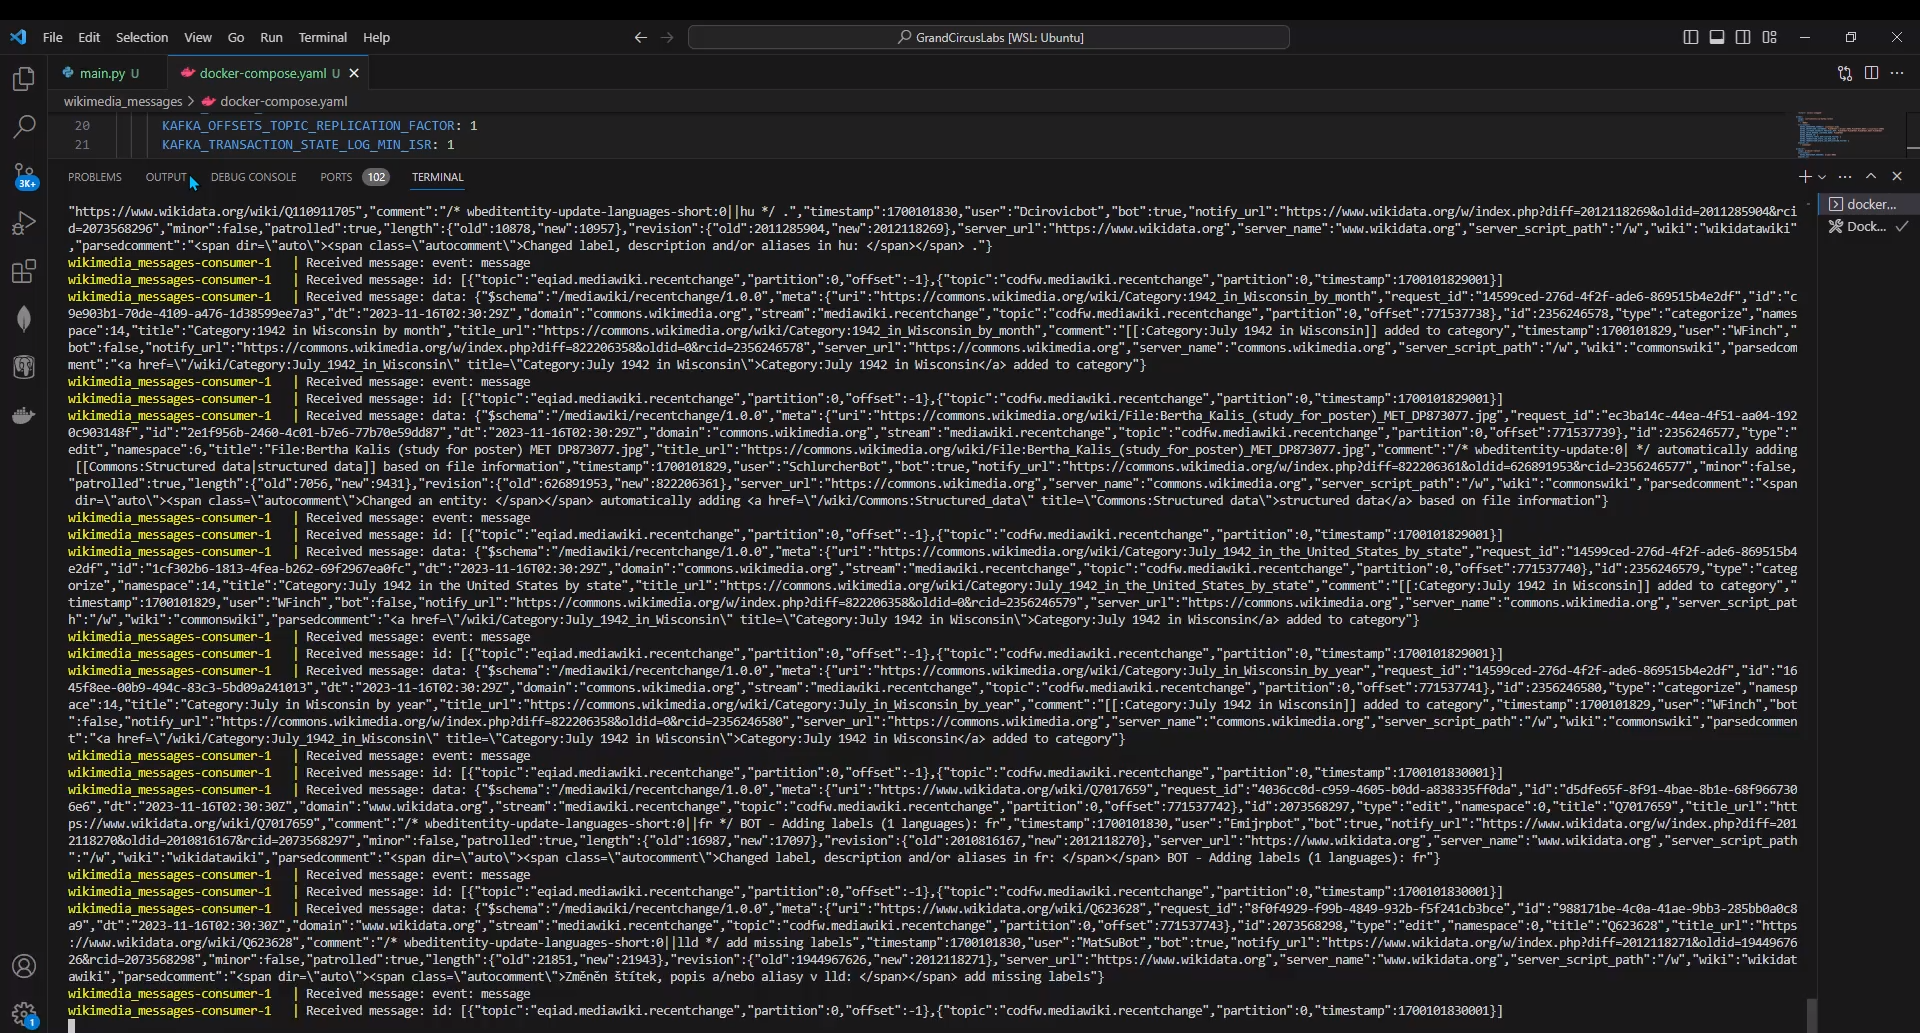 File Edit Selection View Go Run Terminal Help
GrandCircusLabs [WSL: Ubuntu]
main.py U
docker-compose.yaml U
wikimedia_messages > docker-compose.yaml
20 KAFKA_OFFSETS_TOPIC_REPLICATION_FACTOR: 1
21 KAFKA_TRANSACTION_STATE_LOG_MIN_ISR: 1
3K+
PROBLEMS OUTPUT DEBUG CONSOLE PORTS 102 TERMINAL
docker...
Dock...
"https://www.wikidata.org/wiki/Q110911705","comment":"/* wbeditentity-update-languages-short:0||hu */ .","timestamp":1700101830,"user":"Dcirovicbot","bot":true,"notify_url":"https://www.wikidata.org/w/index.php?diff=2012118269&oldid=2011285904&rci
d=2073568296","minor":false,"patrolled":true,"length":{"old":10878,"new":10957},"revision":{"old":2011285904,"new":2012118269},"server_url":"https://www.wikidata.org","server_name":"www.wikidata.org","server_script_path":"/w","wiki":"wikidatawiki"
,"parsedcomment":"<span dir=\"auto\"><span class=\"autocomment\">Changed label, description and/or aliases in hu: </span></span> ."}
wikimedia_messages-consumer-1 | Received message: event: message
wikimedia_messages-consumer-1 | Received message: id: [{"topic":"eqiad.mediawiki.recentchange","partition":0,"offset":-1},{"topic":"codfw.mediawiki.recentchange","partition":0,"timestamp":1700101829001}]
wikimedia_messages-consumer-1 | Received message: data: {"$schema":"/mediawiki/recentchange/1.0.0","meta":{"uri":"https://commons.wikimedia.org/wiki/Category:1942_in_Wisconsin_by_month","request_id":"14599ced-276d-4f2f-ade6-869515b4e2df","id":"c
9e903b1-70de-4109-a476-1d38599ee7a3","dt":"2023-11-16T02:30:29Z","domain":"commons.wikimedia.org","stream":"mediawiki.recentchange","topic":"codfw.mediawiki.recentchange","partition":0,"offset":771537738},"id":2356246578,"type":"categorize","names
pace":14,"title":"Category:1942 in Wisconsin by month","title_url":"https://commons.wikimedia.org/wiki/Category:1942_in_Wisconsin_by_month","comment":"[[:Category:July 1942 in Wisconsin]] added to category","timestamp":1700101829,"user":"WFinch","
bot":false,"notify_url":"https://commons.wikimedia.org/w/index.php?diff=822206358&oldid=0&rcid=2356246578","server_url":"https://commons.wikimedia.org","server_name":"commons.wikimedia.org","server_script_path":"/w","wiki":"commonswiki","parsedcom
ment":"<a href=\"/wiki/Category:July_1942_in_Wisconsin\" title=\"Category:July 1942 in Wisconsin\">Category:July 1942 in Wisconsin</a> added to category"}
wikimedia_messages-consumer-1 | Received message: event: message
wikimedia_messages-consumer-1 | Received message: id: [{"topic":"eqiad.mediawiki.recentchange","partition":0,"offset":-1},{"topic":"codfw.mediawiki.recentchange","partition":0,"timestamp":1700101829001}]
wikimedia_messages-consumer-1 | Received message: data: {"$schema":"/mediawiki/recentchange/1.0.0","meta":{"uri":"https://commons.wikimedia.org/wiki/File:Bertha_Kalis_(study_for_poster)_MET_DP873077.jpg","request_id":"ec3ba14c-44ea-4f51-aa04-192
0c903148f","id":"2e1f956b-2460-4c01-b7e6-77b70e59dd87","dt":"2023-11-16T02:30:29Z","domain":"commons.wikimedia.org","stream":"mediawiki.recentchange","topic":"codfw.mediawiki.recentchange","partition":0,"offset":771537739},"id":2356246577,"type":"
edit","namespace":6,"title":"File:Bertha Kalis (study for poster) MET DP873077.jpg","title_url":"https://commons.wikimedia.org/wiki/File:Bertha_Kalis_(study_for_poster)_MET_DP873077.jpg","comment":"/* wbeditentity-update:0| */ automatically adding
[[Commons:Structured data|structured data]] based on file information","timestamp":1700101829,"user":"SchlurcherBot","bot":true,"notify_url":"https://commons.wikimedia.org/w/index.php?diff=822206361&oldid=626891953&rcid=2356246577","minor":false,
"patrolled":true,"length":{"old":7056,"new":9431},"revision":{"old":626891953,"new":822206361},"server_url":"https://commons.wikimedia.org","server_name":"commons.wikimedia.org","server_script_path":"/w","wiki":"commonswiki","parsedcomment":"<span
dir=\"auto\"><span class=\"autocomment\">Changed an entity: </span></span> automatically adding <a href=\"/wiki/Commons:Structured_data\" title=\"Commons:Structured data\">structured data</a> based on file information"}
wikimedia_messages-consumer-1 | Received message: event: message
wikimedia_messages-consumer-1 | Received message: id: [{"topic":"eqiad.mediawiki.recentchange","partition":0,"offset":-1},{"topic":"codfw.mediawiki.recentchange","partition":0,"timestamp":1700101829001}]
wikimedia_messages-consumer-1 | Received message: data: {"$schema":"/mediawiki/recentchange/1.0.0","meta":{"uri":"https://commons.wikimedia.org/wiki/Category:July_1942_in_the_United_States_by_state","request_id":"14599ced-276d-4f2f-ade6-869515b4
e2df","id":"1cf302b6-1813-4fea-b262-69f2967ea0fc","dt":"2023-11-16T02:30:29Z","domain":"commons.wikimedia.org","stream":"mediawiki.recentchange","topic":"codfw.mediawiki.recentchange","partition":0,"offset":771537740},"id":2356246579,"type":"categ
orize","namespace":14,"title":"Category:July 1942 in the United States by state","title_url":"https://commons.wikimedia.org/wiki/Category:July_1942_in_the_United_States_by_state","comment":"[[:Category:July 1942 in Wisconsin]] added to category","
timestamp":1700101829,"user":"WFinch","bot":false,"notify_url":"https://commons.wikimedia.org/w/index.php?diff=822206358&oldid=0&rcid=2356246579","server_url":"https://commons.wikimedia.org","server_name":"commons.wikimedia.org","server_script_pat
h":"/w","wiki":"commonswiki","parsedcomment":"<a href=\"/wiki/Category:July_1942_in_Wisconsin\" title=\"Category:July 1942 in Wisconsin\">Category:July 1942 in Wisconsin</a> added to category"}
wikimedia_messages-consumer-1 | Received message: event: message
wikimedia_messages-consumer-1 | Received message: id: [{"topic":"eqiad.mediawiki.recentchange","partition":0,"offset":-1},{"topic":"codfw.mediawiki.recentchange","partition":0,"timestamp":1700101829001}]
wikimedia_messages-consumer-1 | Received message: data: {"$schema":"/mediawiki/recentchange/1.0.0","meta":{"uri":"https://commons.wikimedia.org/wiki/Category:July_in_Wisconsin_by_year","request_id":"14599ced-276d-4f2f-ade6-869515b4e2df","id":"16
45f8ee-00b9-494c-83c3-5bd09a241013","dt":"2023-11-16T02:30:29Z","domain":"commons.wikimedia.org","stream":"mediawiki.recentchange","topic":"codfw.mediawiki.recentchange","partition":0,"offset":771537741},"id":2356246580,"type":"categorize","namesp
ace":14,"title":"Category:July in Wisconsin by year","title_url":"https://commons.wikimedia.org/wiki/Category:July_in_Wisconsin_by_year","comment":"[[:Category:July 1942 in Wisconsin]] added to category","timestamp":1700101829,"user":"WFinch","bot
":false,"notify_url":"https://commons.wikimedia.org/w/index.php?diff=822206358&oldid=0&rcid=2356246580","server_url":"https://commons.wikimedia.org","server_name":"commons.wikimedia.org","server_script_path":"/w","wiki":"commonswiki","parsedcommen
t":"<a href=\"/wiki/Category:July_1942_in_Wisconsin\" title=\"Category:July 1942 in Wisconsin\">Category:July 1942 in Wisconsin</a> added to category"}
wikimedia_messages-consumer-1 | Received message: event: message
wikimedia_messages-consumer-1 | Received message: id: [{"topic":"eqiad.mediawiki.recentchange","partition":0,"offset":-1},{"topic":"codfw.mediawiki.recentchange","partition":0,"timestamp":1700101830001}]
wikimedia_messages-consumer-1 | Received message: data: {"$schema":"/mediawiki/recentchange/1.0.0","meta":{"uri":"https://www.wikidata.org/wiki/Q7017659","request_id":"4036cc0d-c959-4605-b0dd-a838335ff0da","id":"d5dfe65f-8f91-4bae-8b1e-68f966730
6e6","dt":"2023-11-16T02:30:30Z","domain":"www.wikidata.org","stream":"mediawiki.recentchange","topic":"codfw.mediawiki.recentchange","partition":0,"offset":771537742},"id":2073568297,"type":"edit","namespace":0,"title":"Q7017659","title_url":"htt
ps://www.wikidata.org/wiki/Q7017659","comment":"/* wbeditentity-update-languages-short:0||fr */ BOT - Adding labels (1 languages): fr","timestamp":1700101830,"user":"Emijrpbot","bot":true,"notify_url":"https://www.wikidata.org/w/index.php?diff=201
2118270&oldid=2010816167&rcid=2073568297","minor":false,"patrolled":true,"length":{"old":16987,"new":17097},"revision":{"old":2010816167,"new":2012118270},"server_url":"https://www.wikidata.org","server_name":"www.wikidata.org","server_script_path
":"/w","wiki":"wikidatawiki","parsedcomment":"<span dir=\"auto\"><span class=\"autocomment\">Changed label, description and/or aliases in fr: </span></span> BOT - Adding labels (1 languages): fr"}
wikimedia_messages-consumer-1 | Received message: event: message
wikimedia_messages-consumer-1 | Received message: id: [{"topic":"eqiad.mediawiki.recentchange","partition":0,"offset":-1},{"topic":"codfw.mediawiki.recentchange","partition":0,"timestamp":1700101830001}]
wikimedia_messages-consumer-1 | Received message: data: {"$schema":"/mediawiki/recentchange/1.0.0","meta":{"uri":"https://www.wikidata.org/wiki/Q623628","request_id":"8f0f4929-f99b-4849-932b-f5f241cb3bce","id":"988171be-4c0a-41ae-9bb3-285bb0a0c8
a9","dt":"2023-11-16T02:30:30Z","domain":"www.wikidata.org","stream":"mediawiki.recentchange","topic":"codfw.mediawiki.recentchange","partition":0,"offset":771537743},"id":2073568298,"type":"edit","namespace":0,"title":"Q623628","title_url":"https
://www.wikidata.org/wiki/Q623628","comment":"/* wbeditentity-update-languages-short:0||lld */ add missing labels","timestamp":1700101830,"user":"MatSuBot","bot":true,"notify_url":"https://www.wikidata.org/w/index.php?diff=2012118271&oldid=19449676
26&rcid=2073568298","minor":false,"patrolled":true,"length":{"old":21851,"new":21943},"revision":{"old":1944967626,"new":2012118271},"server_url":"https://www.wikidata.org","server_name":"www.wikidata.org","server_script_path":"/w","wiki":"wikidat
awiki","parsedcomment":"<span dir=\"auto\"><span class=\"autocomment\">Změněn štítek, popis a/nebo aliasy v lld: </span></span> add missing labels"}
wikimedia_messages-consumer-1 | Received message: event: message
wikimedia_messages-consumer-1 | Received message: id: [{"topic":"eqiad.mediawiki.recentchange","partition":0,"offset":-1},{"topic":"codfw.mediawiki.recentchange","partition":0,"timestamp":1700101830001}]
1